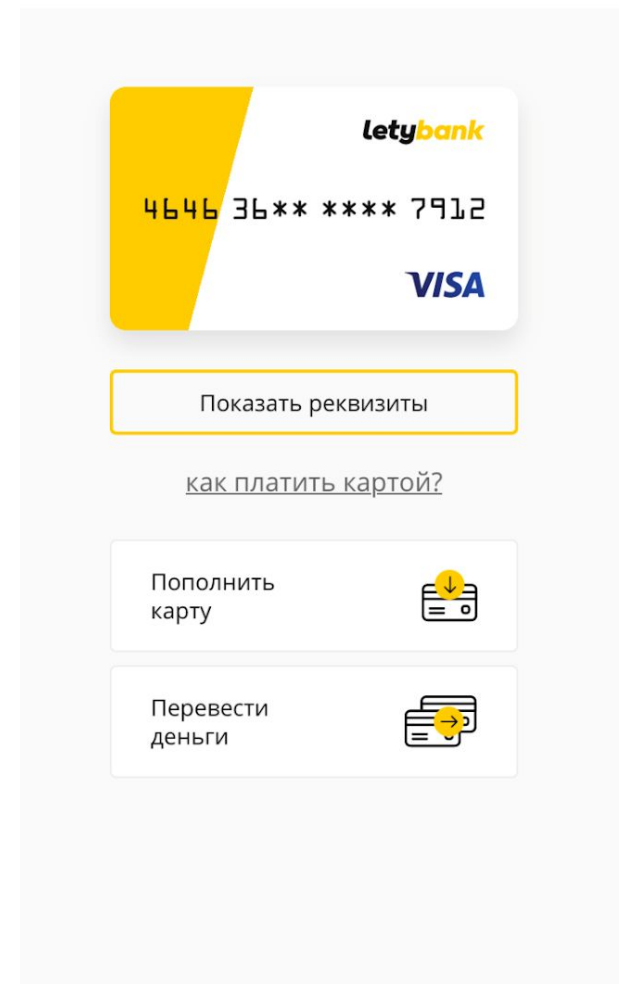 letybank
4646 36** **** 7912
VISA
Показать реквизиты
как платить картой?
Пополнить
карту
Перевести
деньги